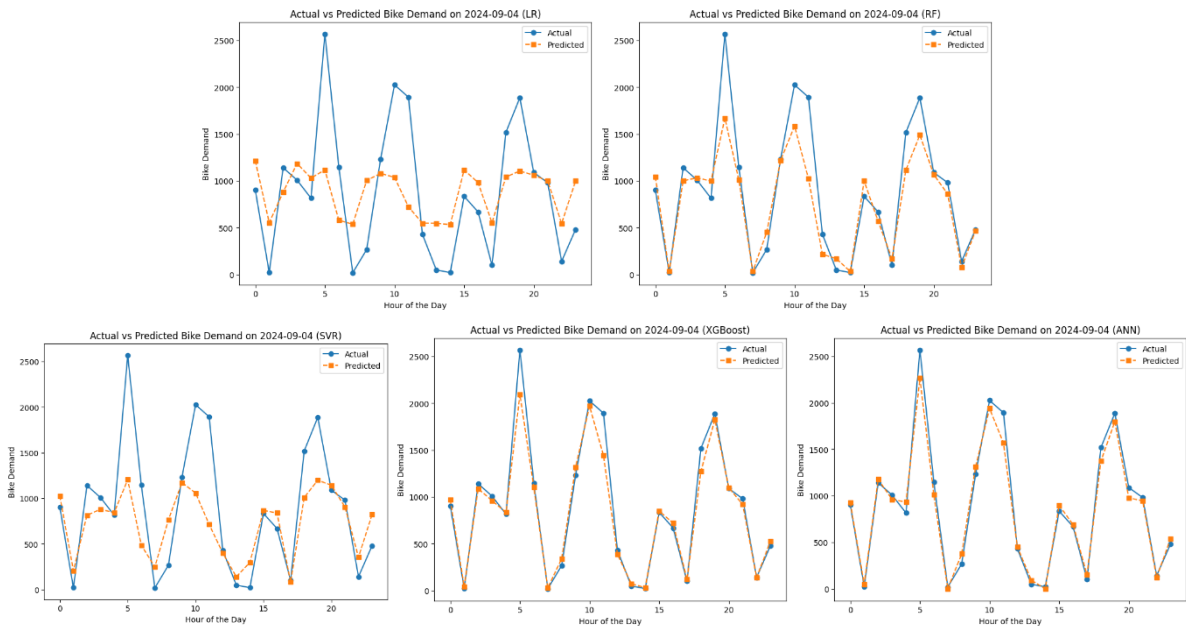 Actual vs Predicted Bike Demand on 2024-09-04 (LR)
Actual
Predicted
2500
2000
1500
1000
500
0
Bike Demand
0 5 10 15 20
Hour of the Day
Actual vs Predicted Bike Demand on 2024-09-04 (RF)
Actual
Predicted
2500
2000
1500
1000
500
0
Bike Demand
0 5 10 15 20
Hour of the Day
Actual vs Predicted Bike Demand on 2024-09-04 (SVR)
Actual
Predicted
2500
2000
1500
1000
500
0
Bike Demand
0 5 10 15 20
Hour of the Day
Actual vs Predicted Bike Demand on 2024-09-04 (XGBoost)
Actual
Predicted
2500
2000
1500
1000
500
0
Bike Demand
0 5 10 15 20
Hour of the Day
Actual vs Predicted Bike Demand on 2024-09-04 (ANN)
Actual
Predicted
2500
2000
1500
1000
500
0
Bike Demand
0 5 10 15 20
Hour of the Day